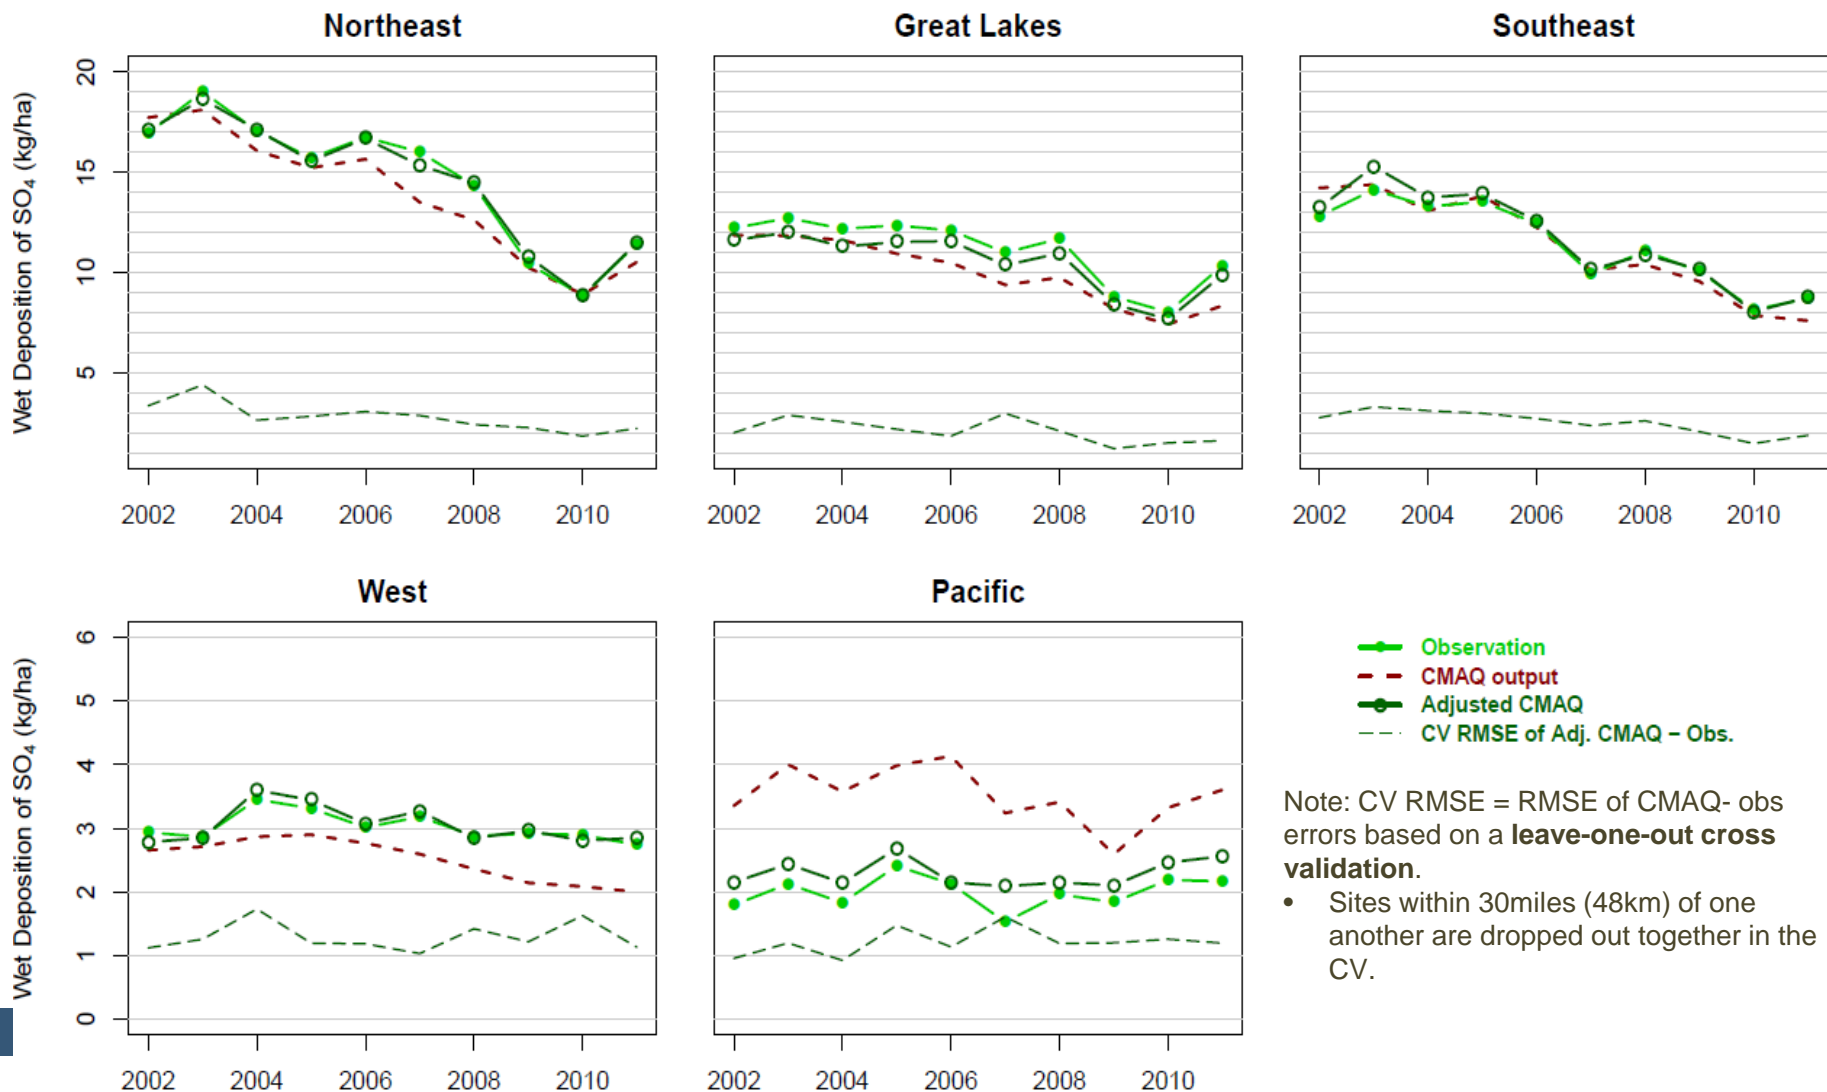 Northeast
Great Lakes
Southeast
Wet Deposition of SO₄ (kg/ha)
20
15
10
5
2002 2004 2006 2008 2010
2002 2004 2006 2008 2010
2002 2004 2006 2008 2010
West
Pacific
Wet Deposition of SO₄ (kg/ha)
6
5
4
3
2
1
0
2002 2004 2006 2008 2010
2002 2004 2006 2008 2010
Observation
CMAQ output
Adjusted CMAQ
CV RMSE of Adj. CMAQ − Obs.
Note: CV RMSE = RMSE of CMAQ- obs
errors based on a leave-one-out cross
validation.
• Sites within 30miles (48km) of one
another are dropped out together in the
CV.